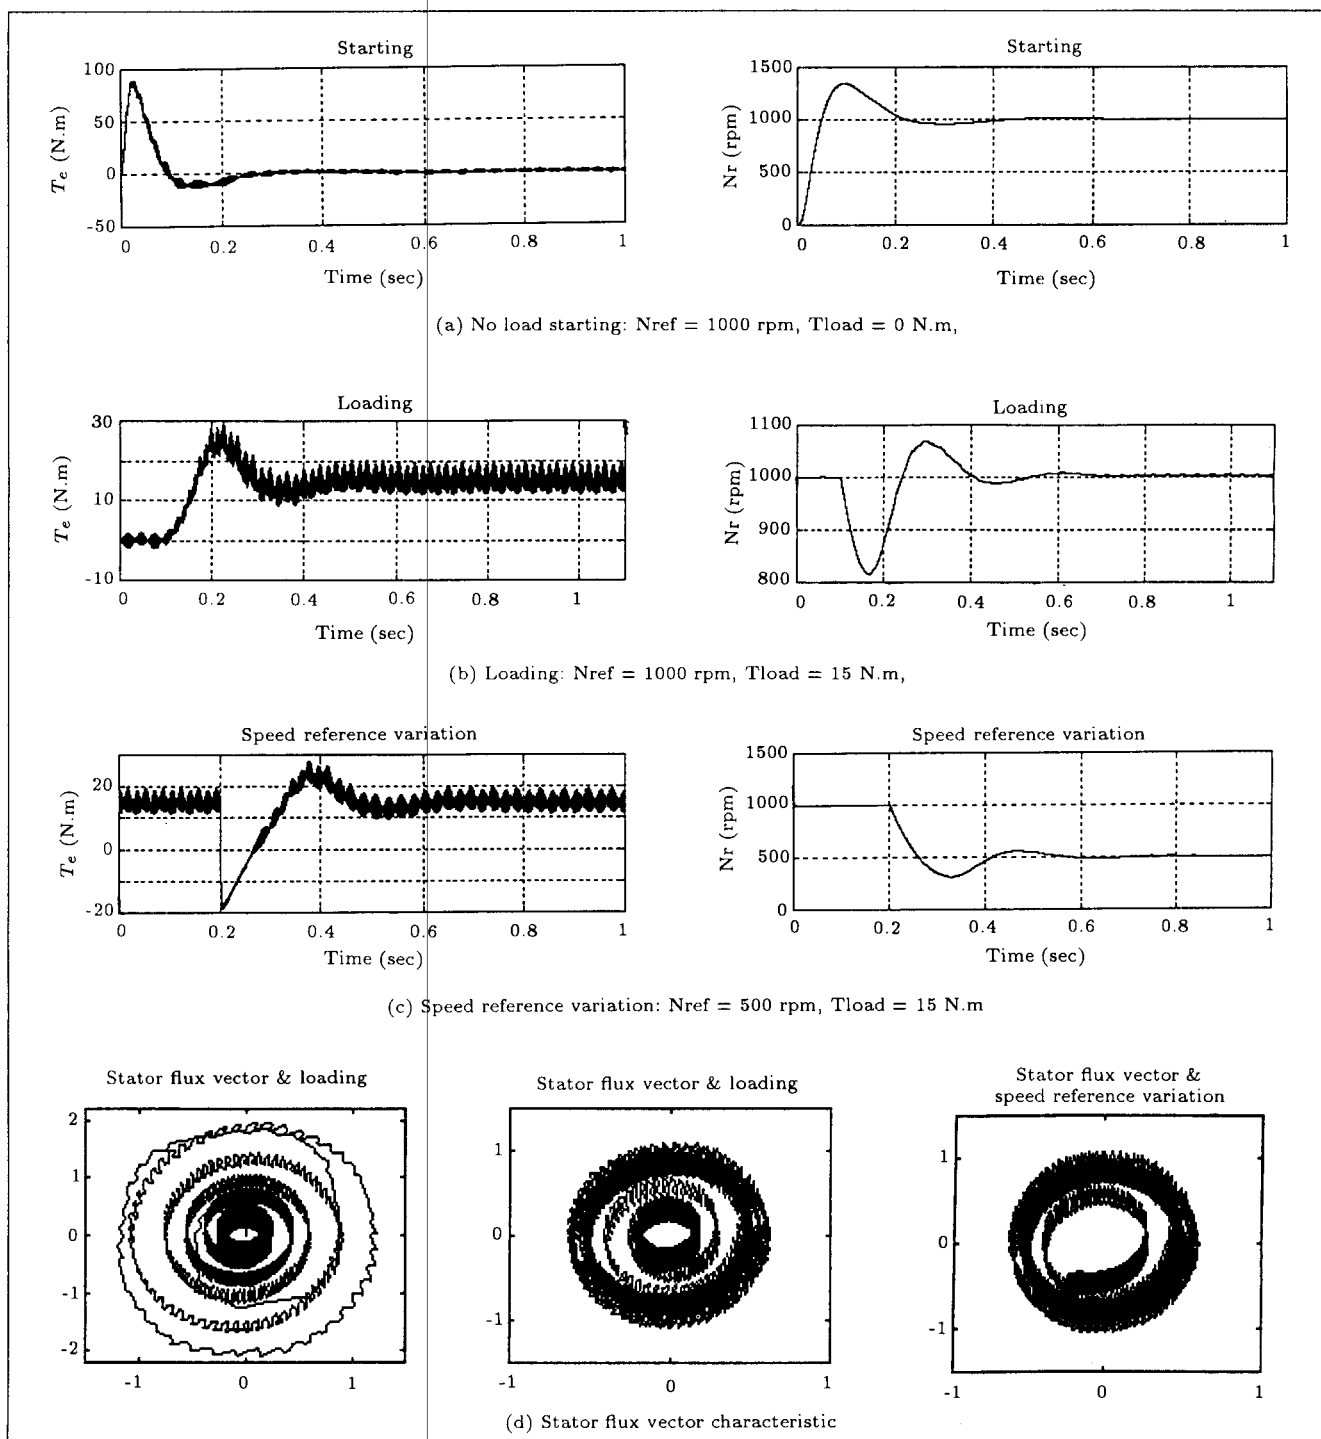 Starting
100
50
0
-50
T_e (N.m)
0 0.2 0.4 0.6 0.8 1
Time (sec)
Starting
1500
1000
500
0
Nr (rpm)
0 0.2 0.4 0.6 0.8 1
Time (sec)
(a) No load starting: Nref = 1000 rpm, Tload = 0 N.m,
Loading
30
10
-10
T_e (N.m)
0 0.2 0.4 0.6 0.8 1
Time (sec)
Loading
1100
1000
900
800
Nr (rpm)
0 0.2 0.4 0.6 0.8 1
Time (sec)
(b) Loading: Nref = 1000 rpm, Tload = 15 N.m,
Speed reference variation
20
0
-20
T_e (N.m)
0 0.2 0.4 0.6 0.8 1
Time (sec)
Speed reference variation
1500
1000
500
0
Nr (rpm)
0 0.2 0.4 0.6 0.8 1
Time (sec)
(c) Speed reference variation: Nref = 500 rpm, Tload = 15 N.m
Stator flux vector & loading
2
1
0
-1
-2
-1 0 1
Stator flux vector & loading
1
0
-1
-1 0 1
Stator flux vector &
speed reference variation
1
0
-1
-1 0 1
(d) Stator flux vector characteristic